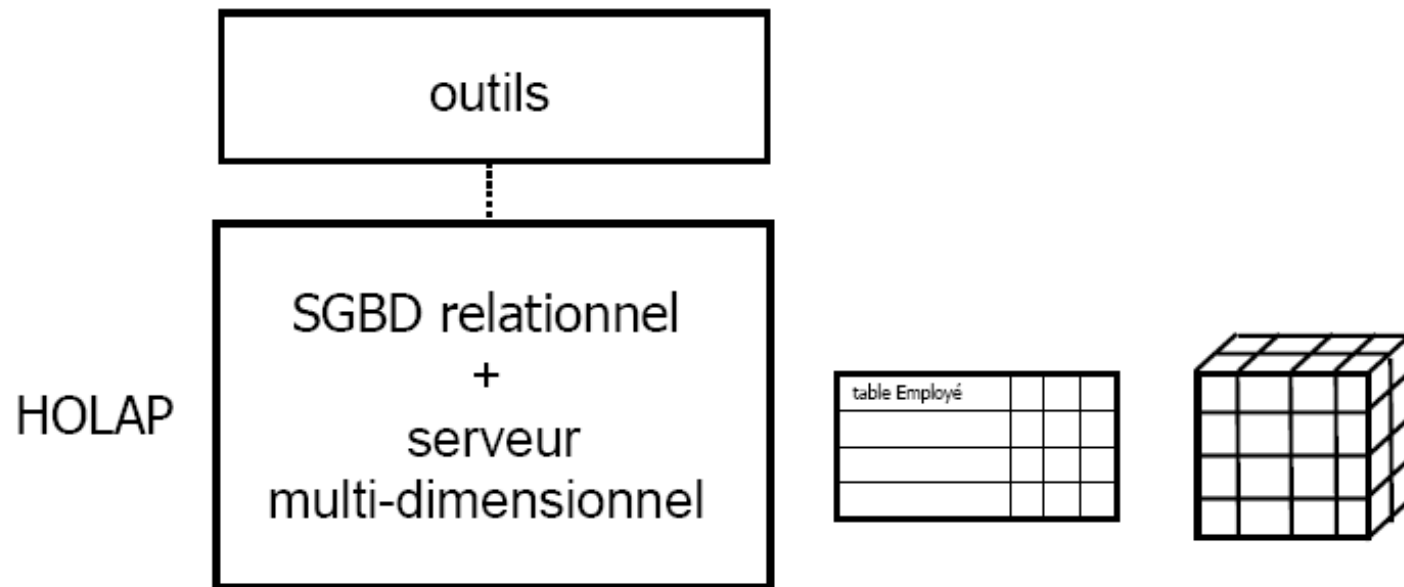 outils
SGBD relationnel
+
serveur
multi-dimensionnel
HOLAP
table Employé